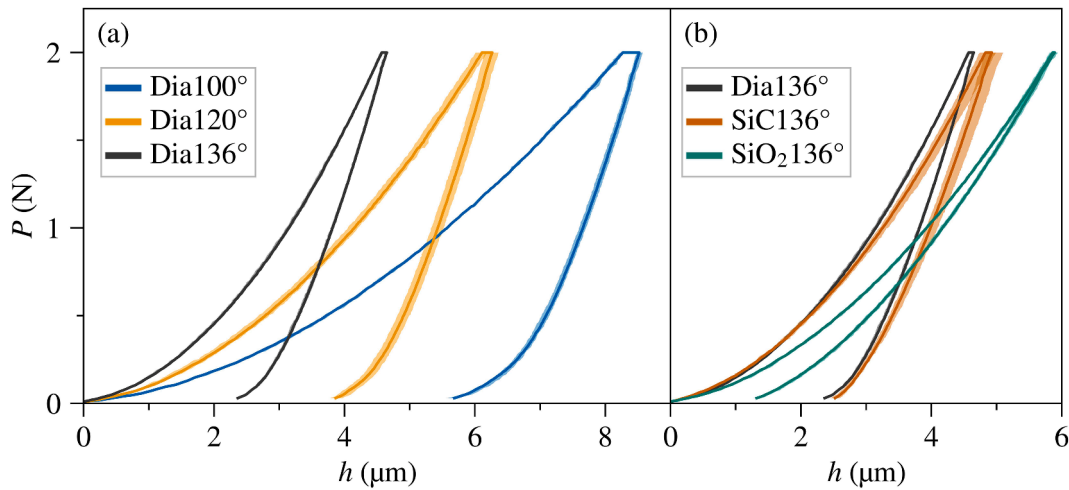 (a)
Dia100°
Dia120°
Dia136°
P (N)
2
1
0
0
2
4
6
8
h (μm)
(b)
Dia136°
SiC136°
SiO₂136°
0
2
4
6
h (μm)